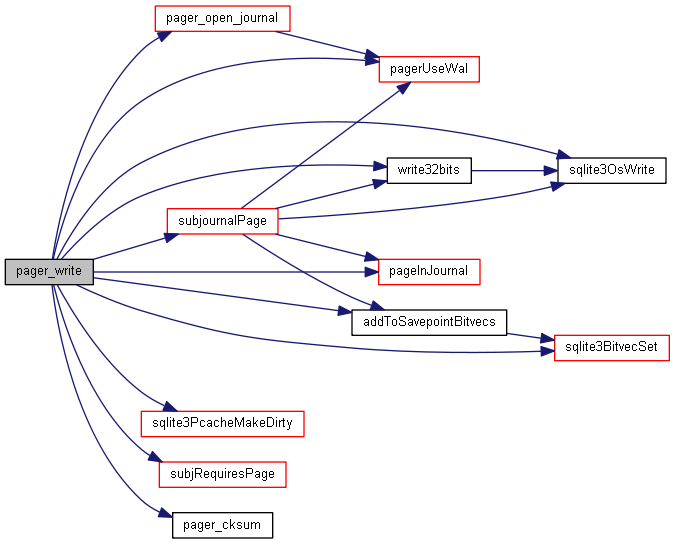 pager_open_journal
pagerUseWal
write32bits
sqlite3OsWrite
subjournalPage
pager_write
pageInJournal
addToSavepointBitvecs
sqlite3BitvecSet
sqlite3PcacheMakeDirty
subjRequiresPage
pager_cksum